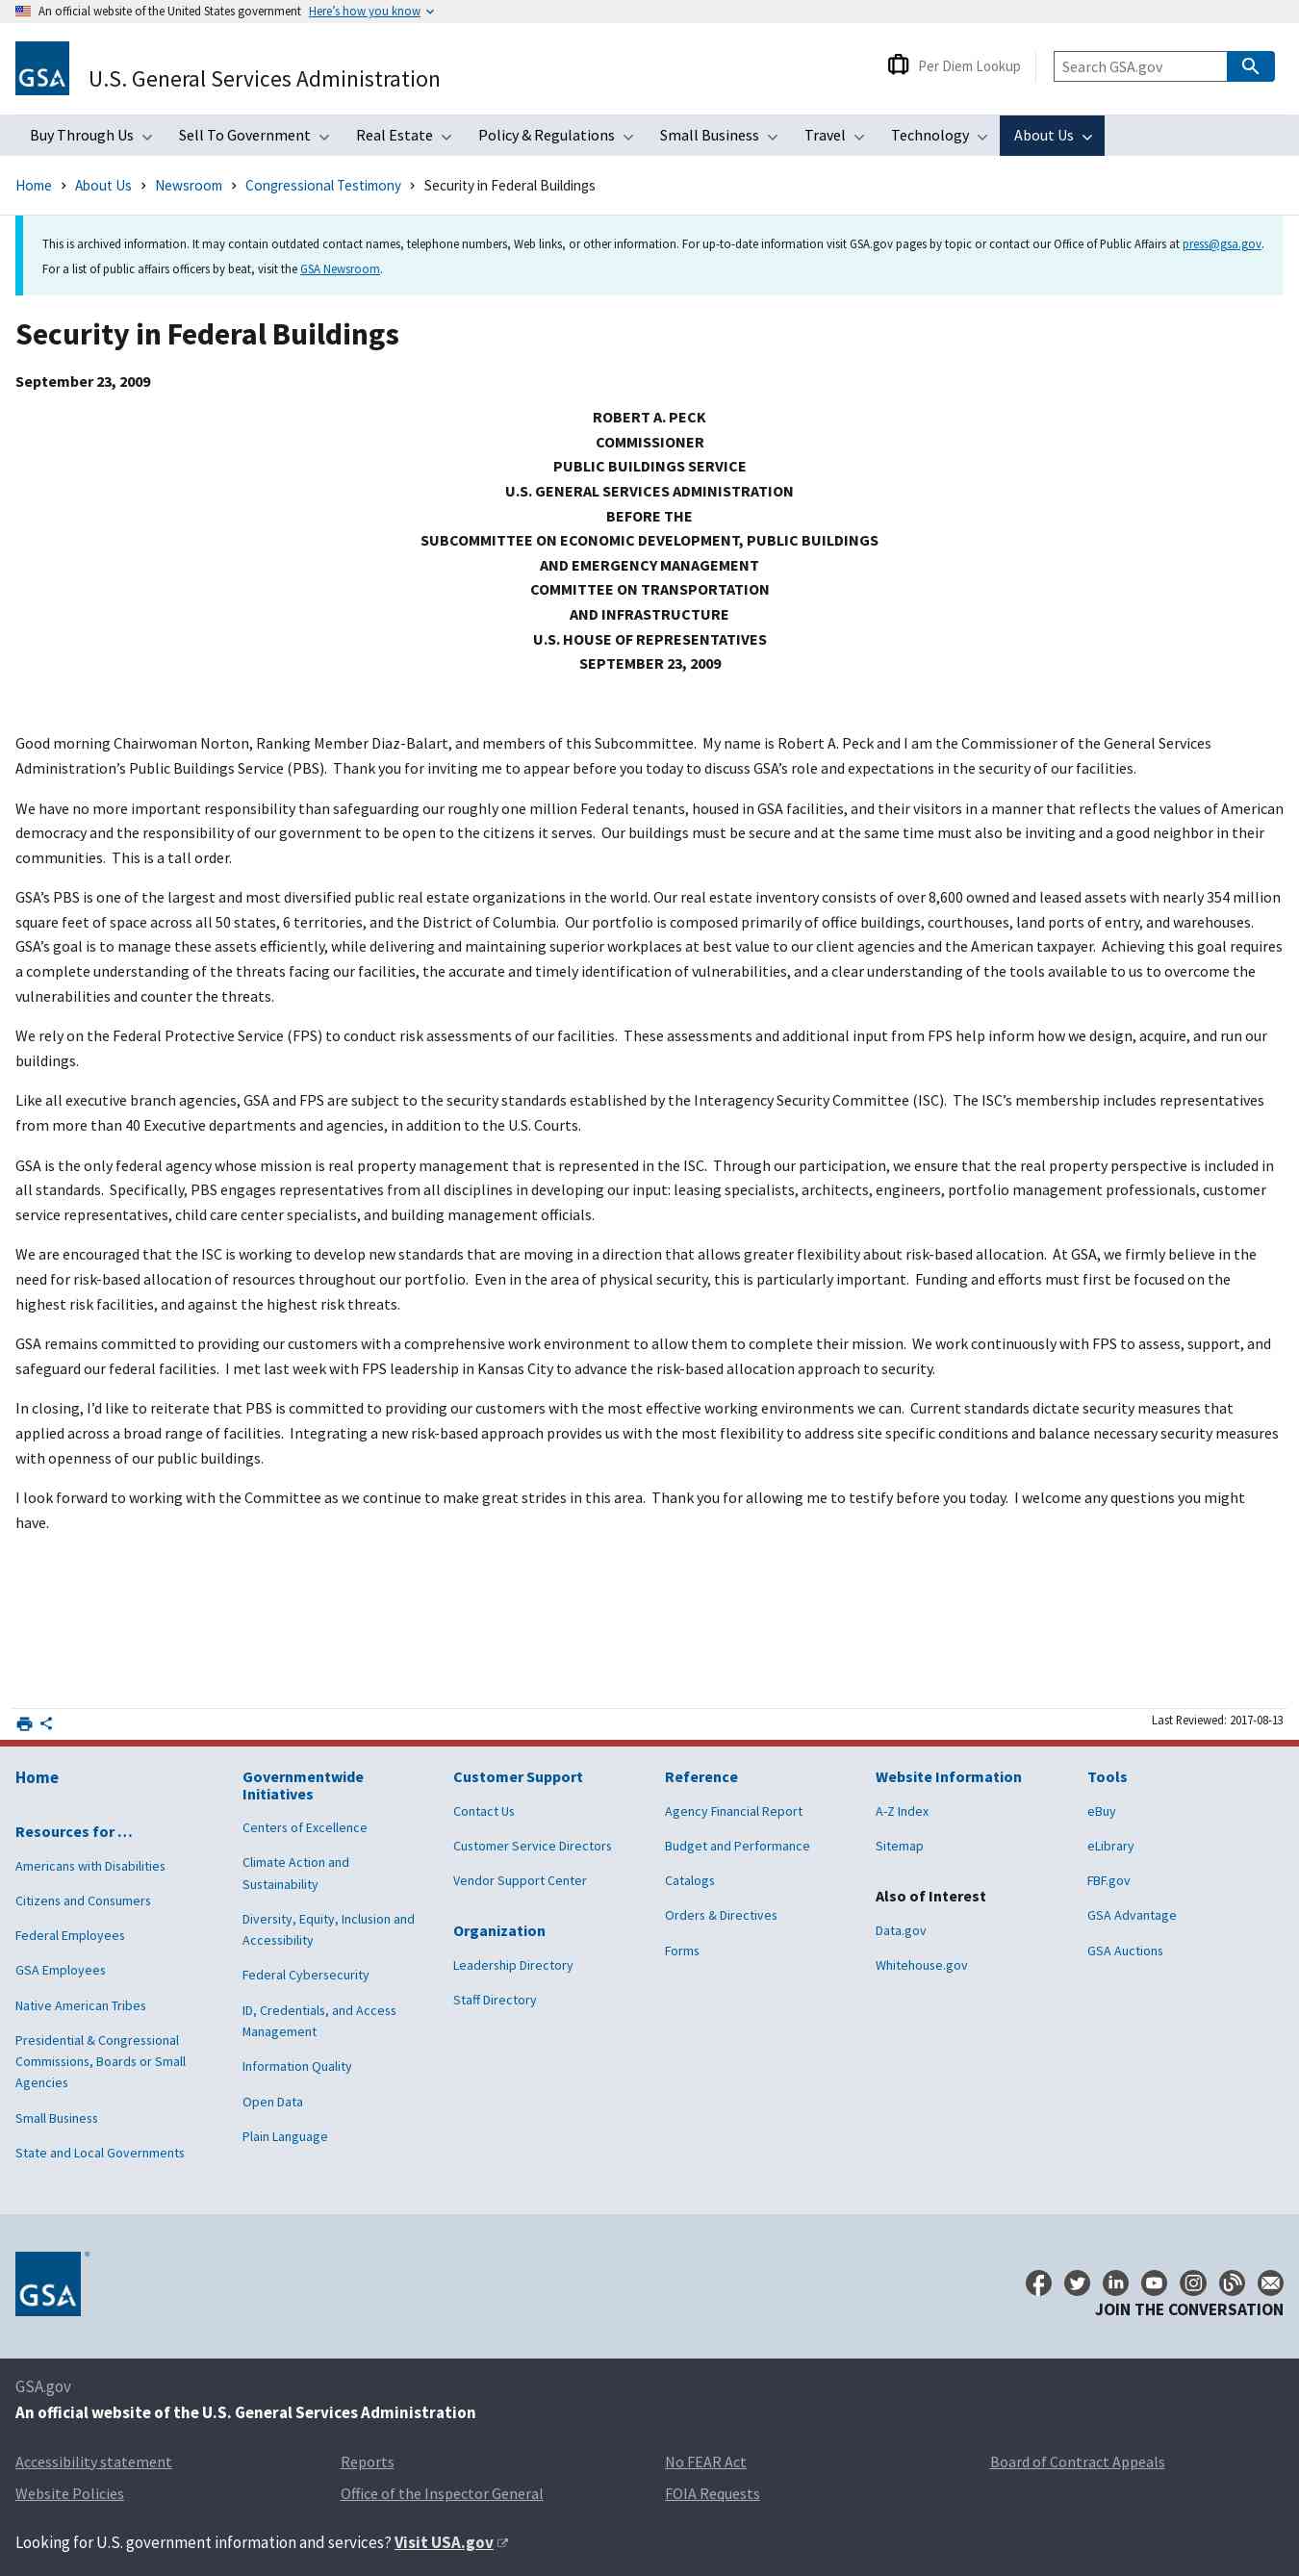 An official website of the United States government Here’s how you know
GSA
U.S. General Services Administration
Per Diem Lookup
Search GSA.gov
Buy Through Us Sell To Government Real Estate Policy & Regulations Small Business Travel Technology About Us
Home About Us Newsroom Congressional Testimony Security in Federal Buildings
This is archived information. It may contain outdated contact names, telephone numbers, Web links, or other information. For up-to-date information visit GSA.gov pages by topic or contact our Office of Public Affairs at press@gsa.gov.
For a list of public affairs officers by beat, visit the GSA Newsroom.
Security in Federal Buildings
September 23, 2009
ROBERT A. PECK
COMMISSIONER
PUBLIC BUILDINGS SERVICE
U.S. GENERAL SERVICES ADMINISTRATION
BEFORE THE
SUBCOMMITTEE ON ECONOMIC DEVELOPMENT, PUBLIC BUILDINGS
AND EMERGENCY MANAGEMENT
COMMITTEE ON TRANSPORTATION
AND INFRASTRUCTURE
U.S. HOUSE OF REPRESENTATIVES
SEPTEMBER 23, 2009
Good morning Chairwoman Norton, Ranking Member Diaz-Balart, and members of this Subcommittee. My name is Robert A. Peck and I am the Commissioner of the General Services
Administration’s Public Buildings Service (PBS). Thank you for inviting me to appear before you today to discuss GSA’s role and expectations in the security of our facilities.
We have no more important responsibility than safeguarding our roughly one million Federal tenants, housed in GSA facilities, and their visitors in a manner that reflects the values of American
democracy and the responsibility of our government to be open to the citizens it serves. Our buildings must be secure and at the same time must also be inviting and a good neighbor in their
communities. This is a tall order.
GSA’s PBS is one of the largest and most diversified public real estate organizations in the world. Our real estate inventory consists of over 8,600 owned and leased assets with nearly 354 million
square feet of space across all 50 states, 6 territories, and the District of Columbia. Our portfolio is composed primarily of office buildings, courthouses, land ports of entry, and warehouses.
GSA’s goal is to manage these assets efficiently, while delivering and maintaining superior workplaces at best value to our client agencies and the American taxpayer. Achieving this goal requires
a complete understanding of the threats facing our facilities, the accurate and timely identification of vulnerabilities, and a clear understanding of the tools available to us to overcome the
vulnerabilities and counter the threats.
We rely on the Federal Protective Service (FPS) to conduct risk assessments of our facilities. These assessments and additional input from FPS help inform how we design, acquire, and run our
buildings.
Like all executive branch agencies, GSA and FPS are subject to the security standards established by the Interagency Security Committee (ISC). The ISC’s membership includes representatives
from more than 40 Executive departments and agencies, in addition to the U.S. Courts.
GSA is the only federal agency whose mission is real property management that is represented in the ISC. Through our participation, we ensure that the real property perspective is included in
all standards. Specifically, PBS engages representatives from all disciplines in developing our input: leasing specialists, architects, engineers, portfolio management professionals, customer
service representatives, child care center specialists, and building management officials.
We are encouraged that the ISC is working to develop new standards that are moving in a direction that allows greater flexibility about risk-based allocation. At GSA, we firmly believe in the
need for risk-based allocation of resources throughout our portfolio. Even in the area of physical security, this is particularly important. Funding and efforts must first be focused on the
highest risk facilities, and against the highest risk threats.
GSA remains committed to providing our customers with a comprehensive work environment to allow them to complete their mission. We work continuously with FPS to assess, support, and
safeguard our federal facilities. I met last week with FPS leadership in Kansas City to advance the risk-based allocation approach to security.
In closing, I’d like to reiterate that PBS is committed to providing our customers with the most effective working environments we can. Current standards dictate security measures that
applied across a broad range of facilities. Integrating a new risk-based approach provides us with the most flexibility to address site specific conditions and balance necessary security measures
with openness of our public buildings.
I look forward to working with the Committee as we continue to make great strides in this area. Thank you for allowing me to testify before you today. I welcome any questions you might
have.
Last Reviewed: 2017-08-13
Home
Resources for …
Americans with Disabilities
Citizens and Consumers
Federal Employees
GSA Employees
Native American Tribes
Presidential & Congressional
Commissions, Boards or Small
Agencies
Small Business
State and Local Governments
Governmentwide
Initiatives
Centers of Excellence
Climate Action and
Sustainability
Diversity, Equity, Inclusion and
Accessibility
Federal Cybersecurity
ID, Credentials, and Access
Management
Information Quality
Open Data
Plain Language
Customer Support
Contact Us
Customer Service Directors
Vendor Support Center
Organization
Leadership Directory
Staff Directory
Reference
Agency Financial Report
Budget and Performance
Catalogs
Orders & Directives
Forms
Website Information
A-Z Index
Sitemap
Also of Interest
Data.gov
Whitehouse.gov
Tools
eBuy
eLibrary
FBF.gov
GSA Advantage
GSA Auctions
GSA®
JOIN THE CONVERSATION
GSA.gov
An official website of the U.S. General Services Administration
Accessibility statement Reports No FEAR Act Board of Contract Appeals
Website Policies Office of the Inspector General FOIA Requests
Looking for U.S. government information and services? Visit USA.gov